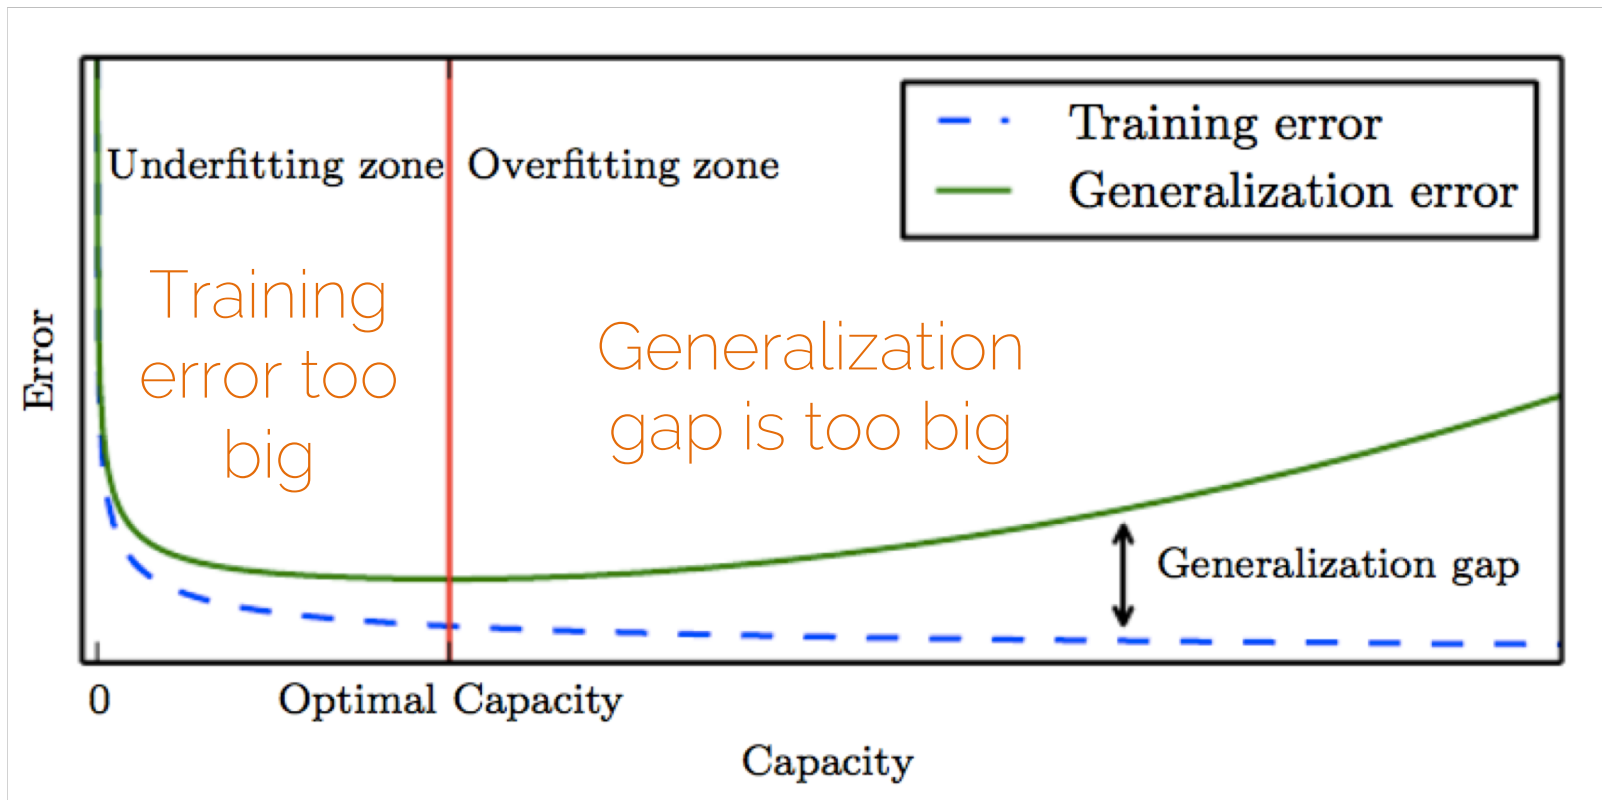 Training error
Generalization error
Underfitting zone
Overfitting zone
Training
error too
big
Generalization
gap is too big
Error
Generalization gap
0
Optimal Capacity
Capacity